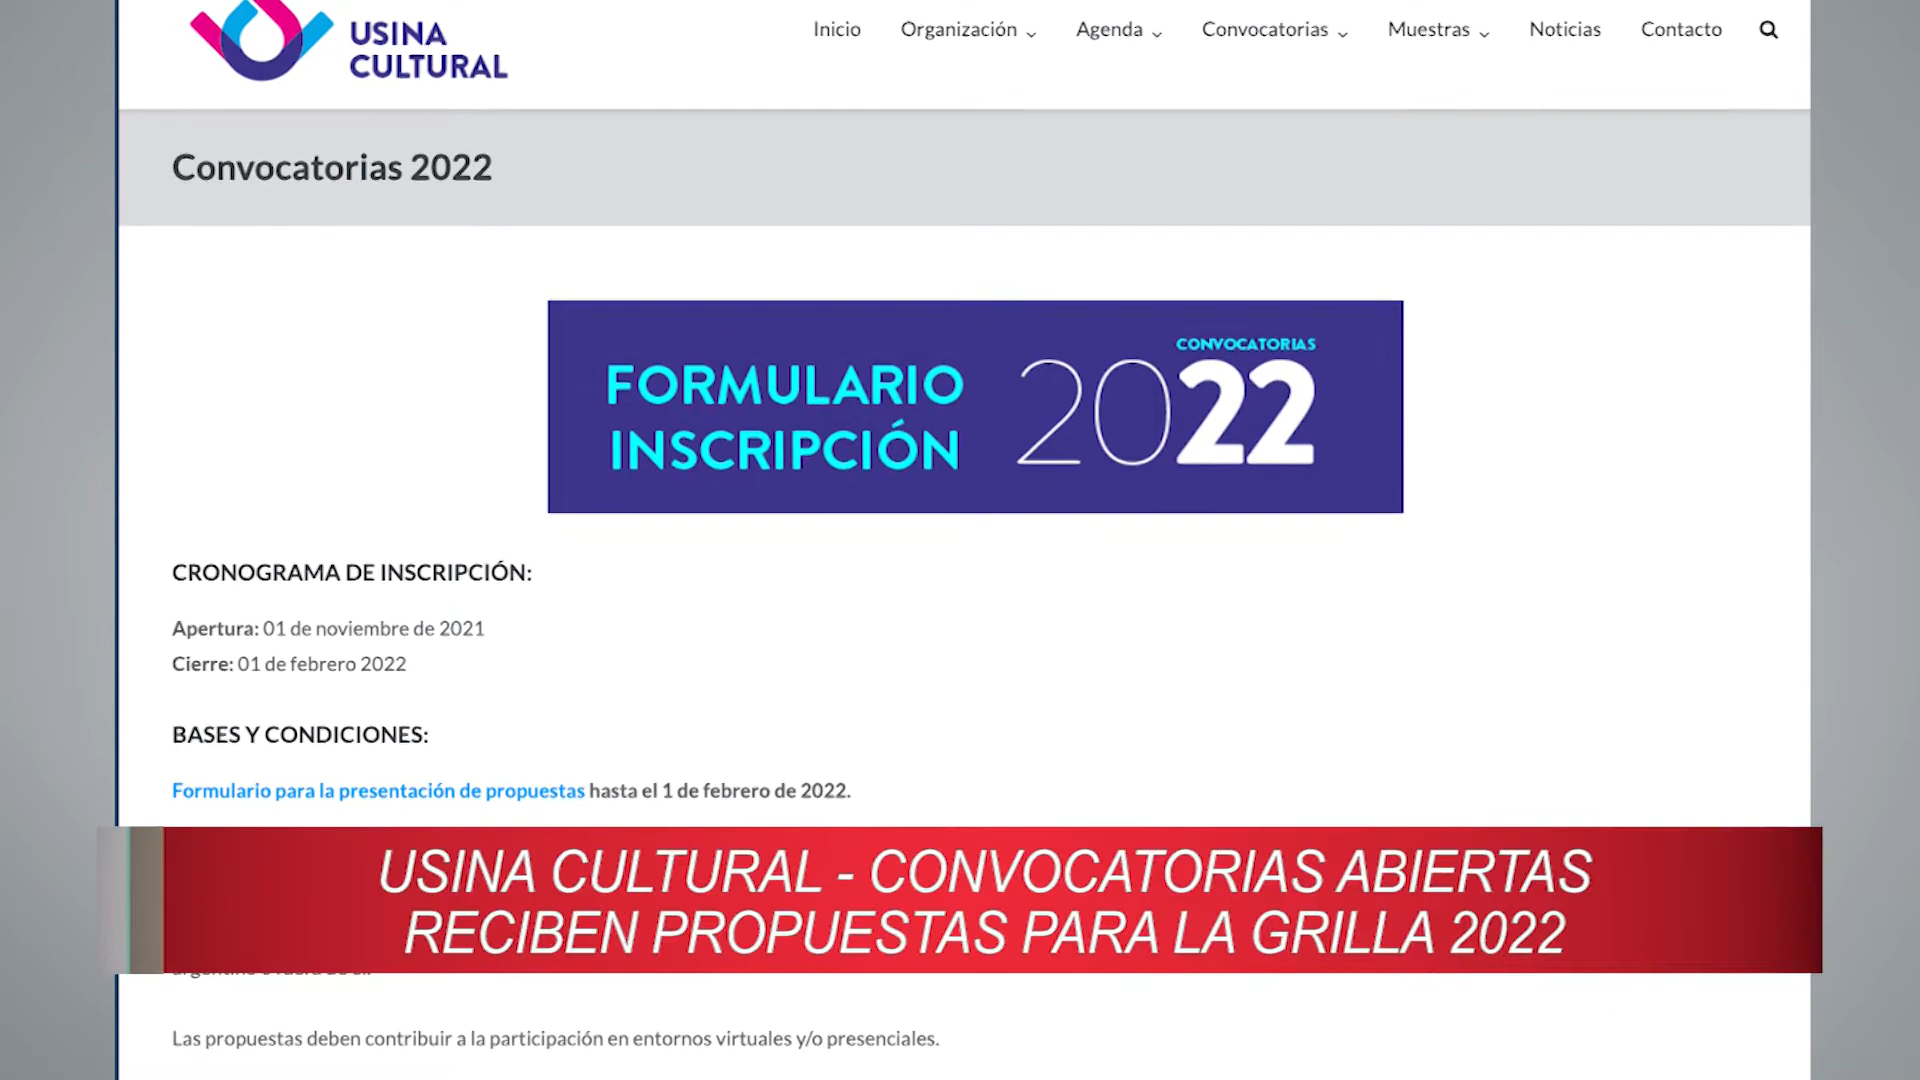 USINA
CULTURAL
Inicio Organización Agenda Convocatorias Muestras Noticias Contacto
Convocatorias 2022
FORMULARIO
INSCRIPCIÓN
CONVOCATORIAS
2022
CRONOGRAMA DE INSCRIPCIÓN:
Apertura: 01 de noviembre de 2021
Cierre: 01 de febrero 2022
BASES Y CONDICIONES:
Formulario para la presentación de propuestas hasta el 1 de febrero de 2022.
USINA CULTURAL - CONVOCATORIAS ABIERTAS
RECIBEN PROPUESTAS PARA LA GRILLA 2022
Las propuestas deben contribuir a la participación en entornos virtuales y/o presenciales.